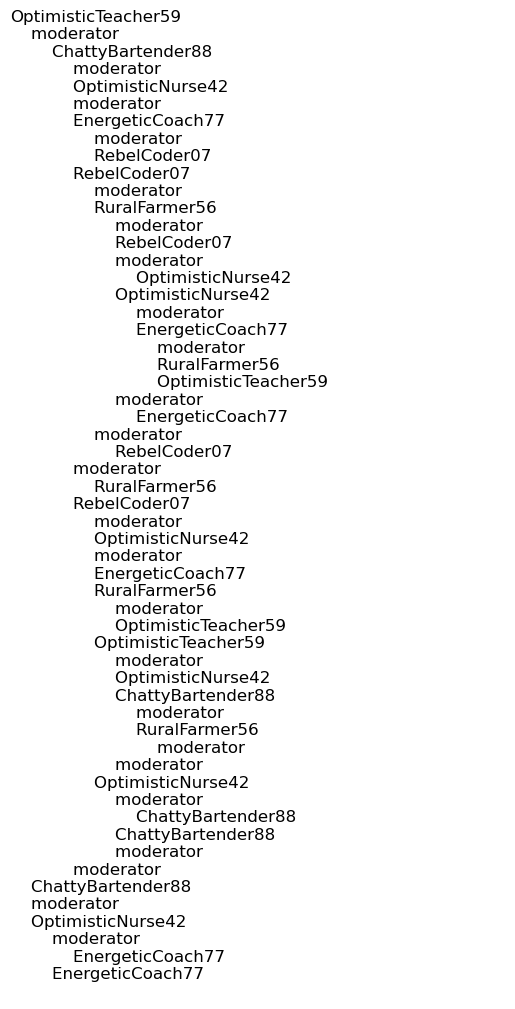 OptimisticTeacher59
    moderator
        ChattyBartender88
            moderator
            OptimisticNurse42
            moderator
            EnergeticCoach77
                moderator
                RebelCoder07
            RebelCoder07
                moderator
                RuralFarmer56
                    moderator
                    RebelCoder07
                    moderator
                        OptimisticNurse42
                    OptimisticNurse42
                        moderator
                        EnergeticCoach77
                            moderator
                            RuralFarmer56
                            OptimisticTeacher59
                    moderator
                        EnergeticCoach77
                moderator
                    RebelCoder07
            moderator
                RuralFarmer56
            RebelCoder07
                moderator
                OptimisticNurse42
                moderator
                EnergeticCoach77
                RuralFarmer56
                    moderator
                    OptimisticTeacher59
                OptimisticTeacher59
                    moderator
                    OptimisticNurse42
                    ChattyBartender88
                        moderator
                        RuralFarmer56
                            moderator
                    moderator
                OptimisticNurse42
                    moderator
                        ChattyBartender88
                    ChattyBartender88
                    moderator
            moderator
    ChattyBartender88
    moderator
    OptimisticNurse42
        moderator
            EnergeticCoach77
        EnergeticCoach77